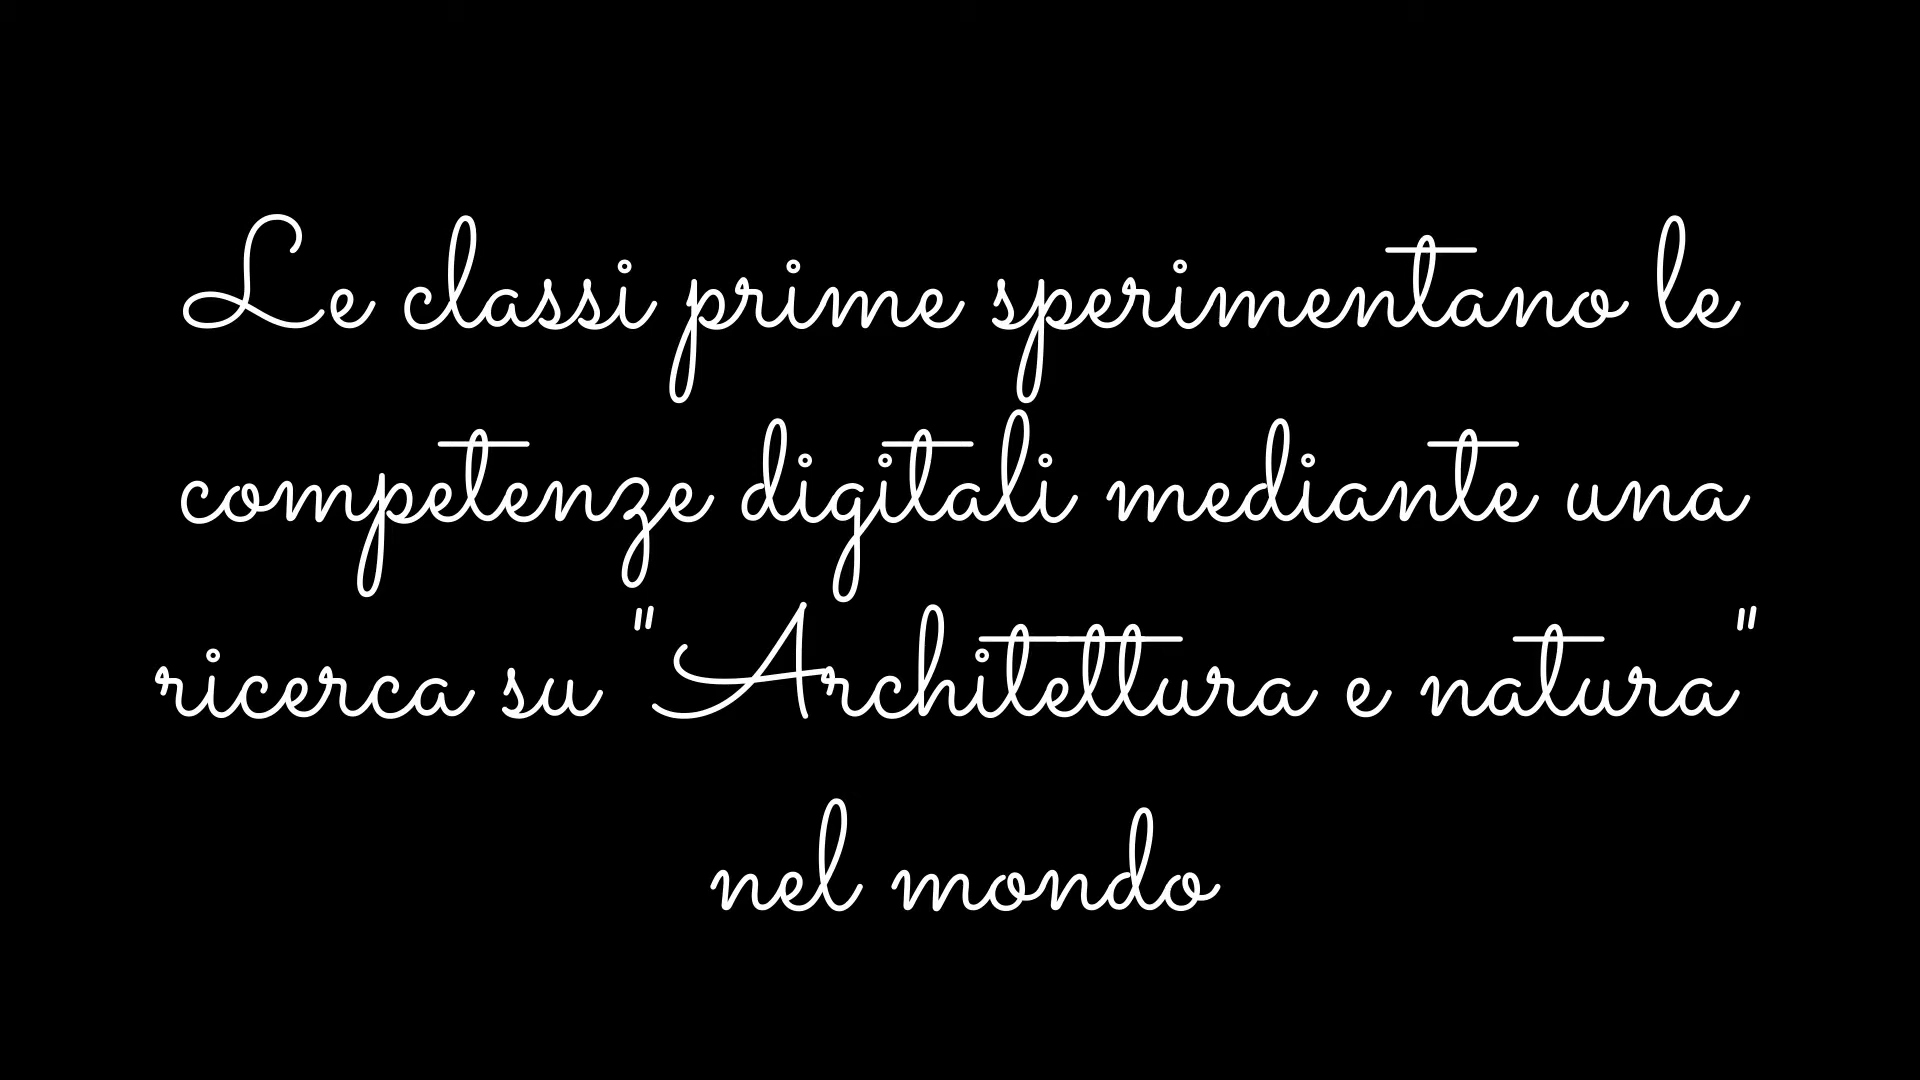 Le classi prime sperimentano le
competenze digitali mediante una
ricerca su "Architettura e natura"
nel mondo